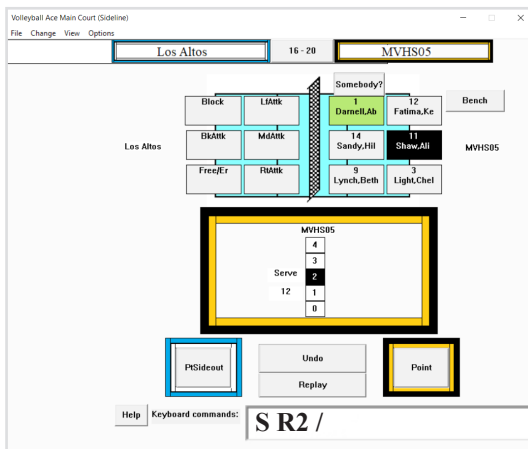 Volleyball Ace Main Court (Sideline)
File Change View Options
Los Altos 16 - 20 MVHS05
Somebody?
Block LfAttk 1 Darnell,Ab 12 Fatima,Ke Bench
Los Altos BkAttk MdAttk 14 Sandy,Hil 11 Shaw,Ali MVHS05
Free/Er RtAttk 9 Lynch,Beth 3 Light,Chel
MVHS05
4
3
Serve 2
12 1
0
PtSideout Undo Point
Replay
Help Keyboard commands: S R2 /